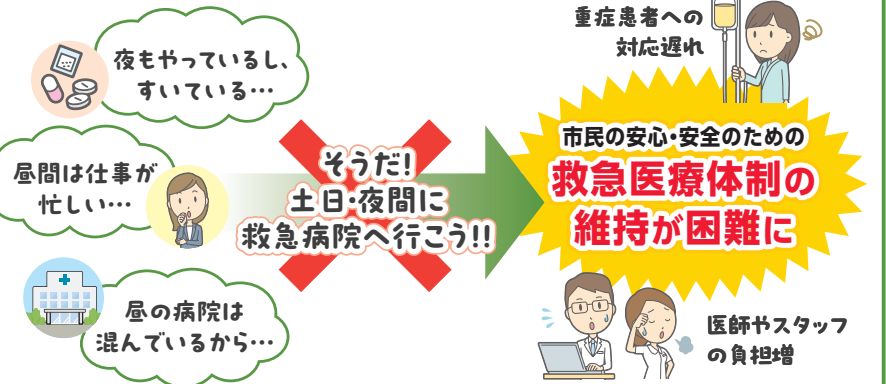 夜もやっているし、
すいている…
昼間は仕事が
忙しい…
昼の病院は
混んでいるから…
そうだ!
土日・夜間に
救急病院へ行こう!!
重症患者への
対応遅れ
市民の安心・安全のための
救急医療体制の
維持が困難に
医師やスタッフ
の負担増